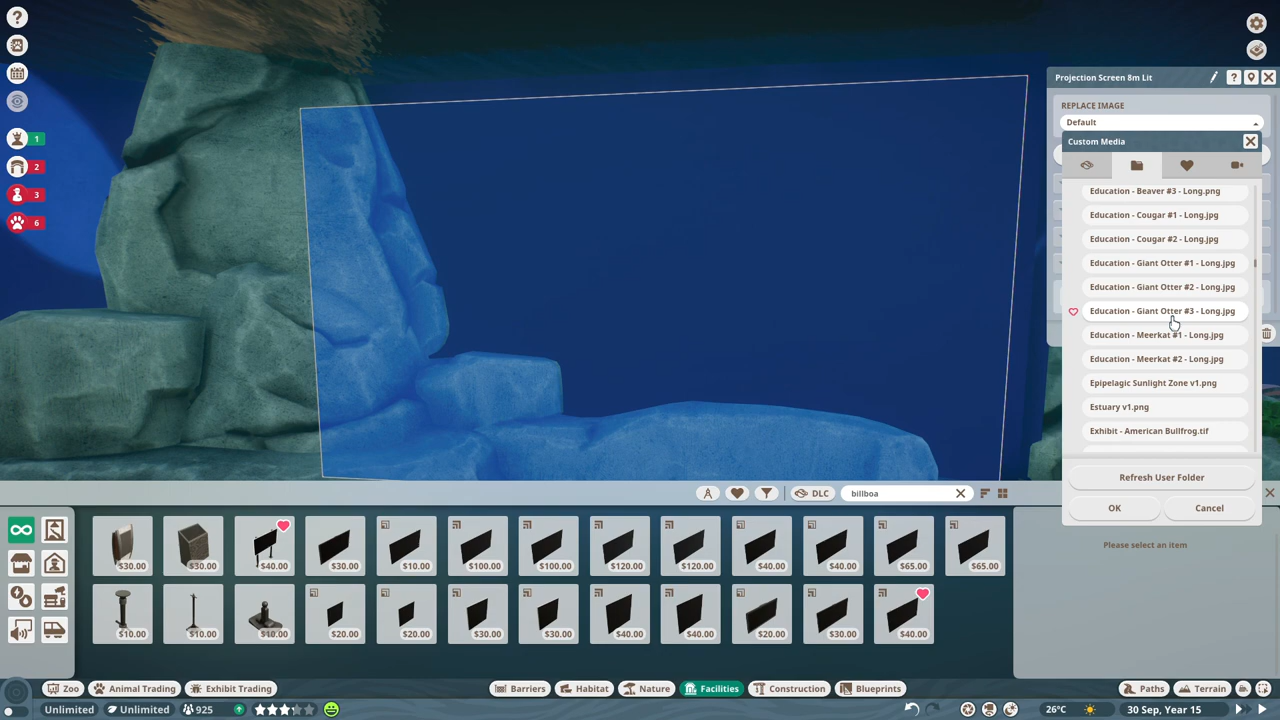 1
2
3
6
Projection Screen 8m Lit
?
REPLACE IMAGE
Default
Custom Media
Education - Beaver #3 - Long.png
Education - Cougar #1 - Long.jpg
Education - Cougar #2 - Long.jpg
Education - Giant Otter #1 - Long.jpg
Education - Giant Otter #2 - Long.jpg
Education - Giant Otter #3 - Long.jpg
Education - Meerkat #1 - Long.jpg
Education - Meerkat #2 - Long.jpg
Epipelagic Sunlight Zone v1.png
Estuary v1.png
Exhibit - American Bullfrog.tif
Refresh User Folder
OK Cancel
DLC billboa
$30.00 $30.00 $40.00 $30.00 $10.00 $100.00 $100.00 $120.00 $120.00 $40.00 $40.00 $65.00 $65.00
$10.00 $10.00 $10.00 $20.00 $20.00 $30.00 $30.00 $40.00 $40.00 $20.00 $30.00 $40.00
Please select an item
Zoo Animal Trading Exhibit Trading Barriers Habitat Nature Facilities Construction Blueprints Paths Terrain
Unlimited Unlimited 925 26°C 30 Sep, Year 15